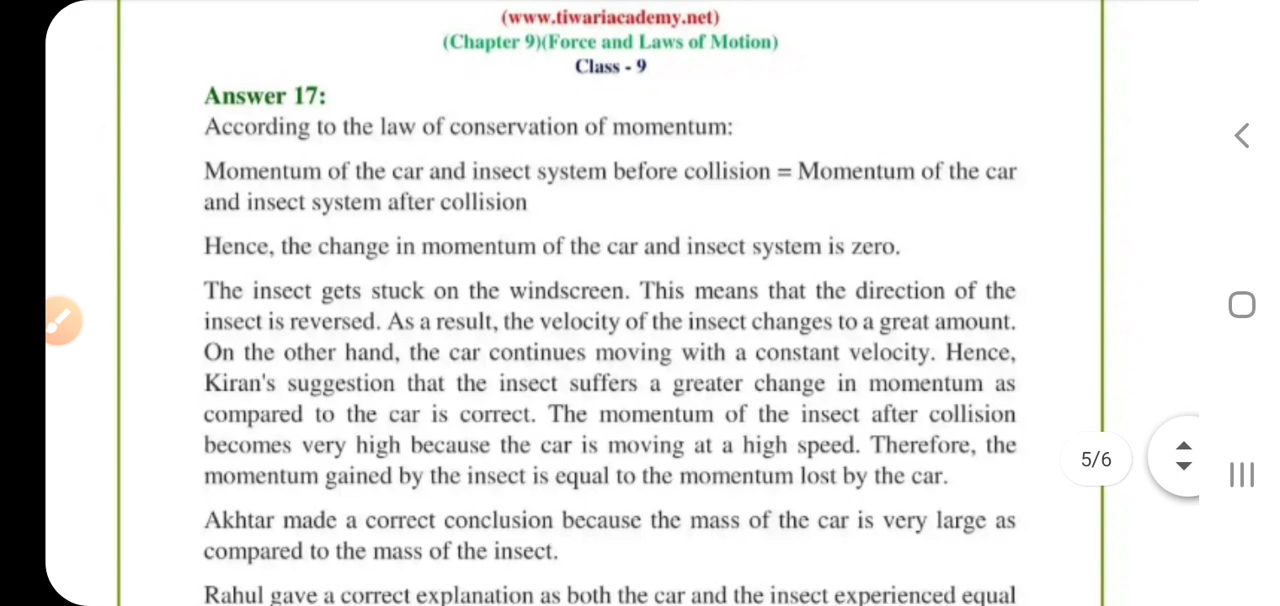 (www.tiwariacademy.net)
(Chapter 9)(Force and Laws of Motion)
Class - 9
Answer 17:
According to the law of conservation of momentum:
Momentum of the car and insect system before collision = Momentum of the car
and insect system after collision
Hence, the change in momentum of the car and insect system is zero.
The insect gets stuck on the windscreen. This means that the direction of the
insect is reversed. As a result, the velocity of the insect changes to a great amount.
On the other hand, the car continues moving with a constant velocity. Hence,
Kiran's suggestion that the insect suffers a greater change in momentum as
compared to the car is correct. The momentum of the insect after collision
becomes very high because the car is moving at a high speed. Therefore, the
momentum gained by the insect is equal to the momentum lost by the car.
5/6
Akhtar made a correct conclusion because the mass of the car is very large as
compared to the mass of the insect.
Rahul gave a correct explanation as both the car and the insect experienced equal